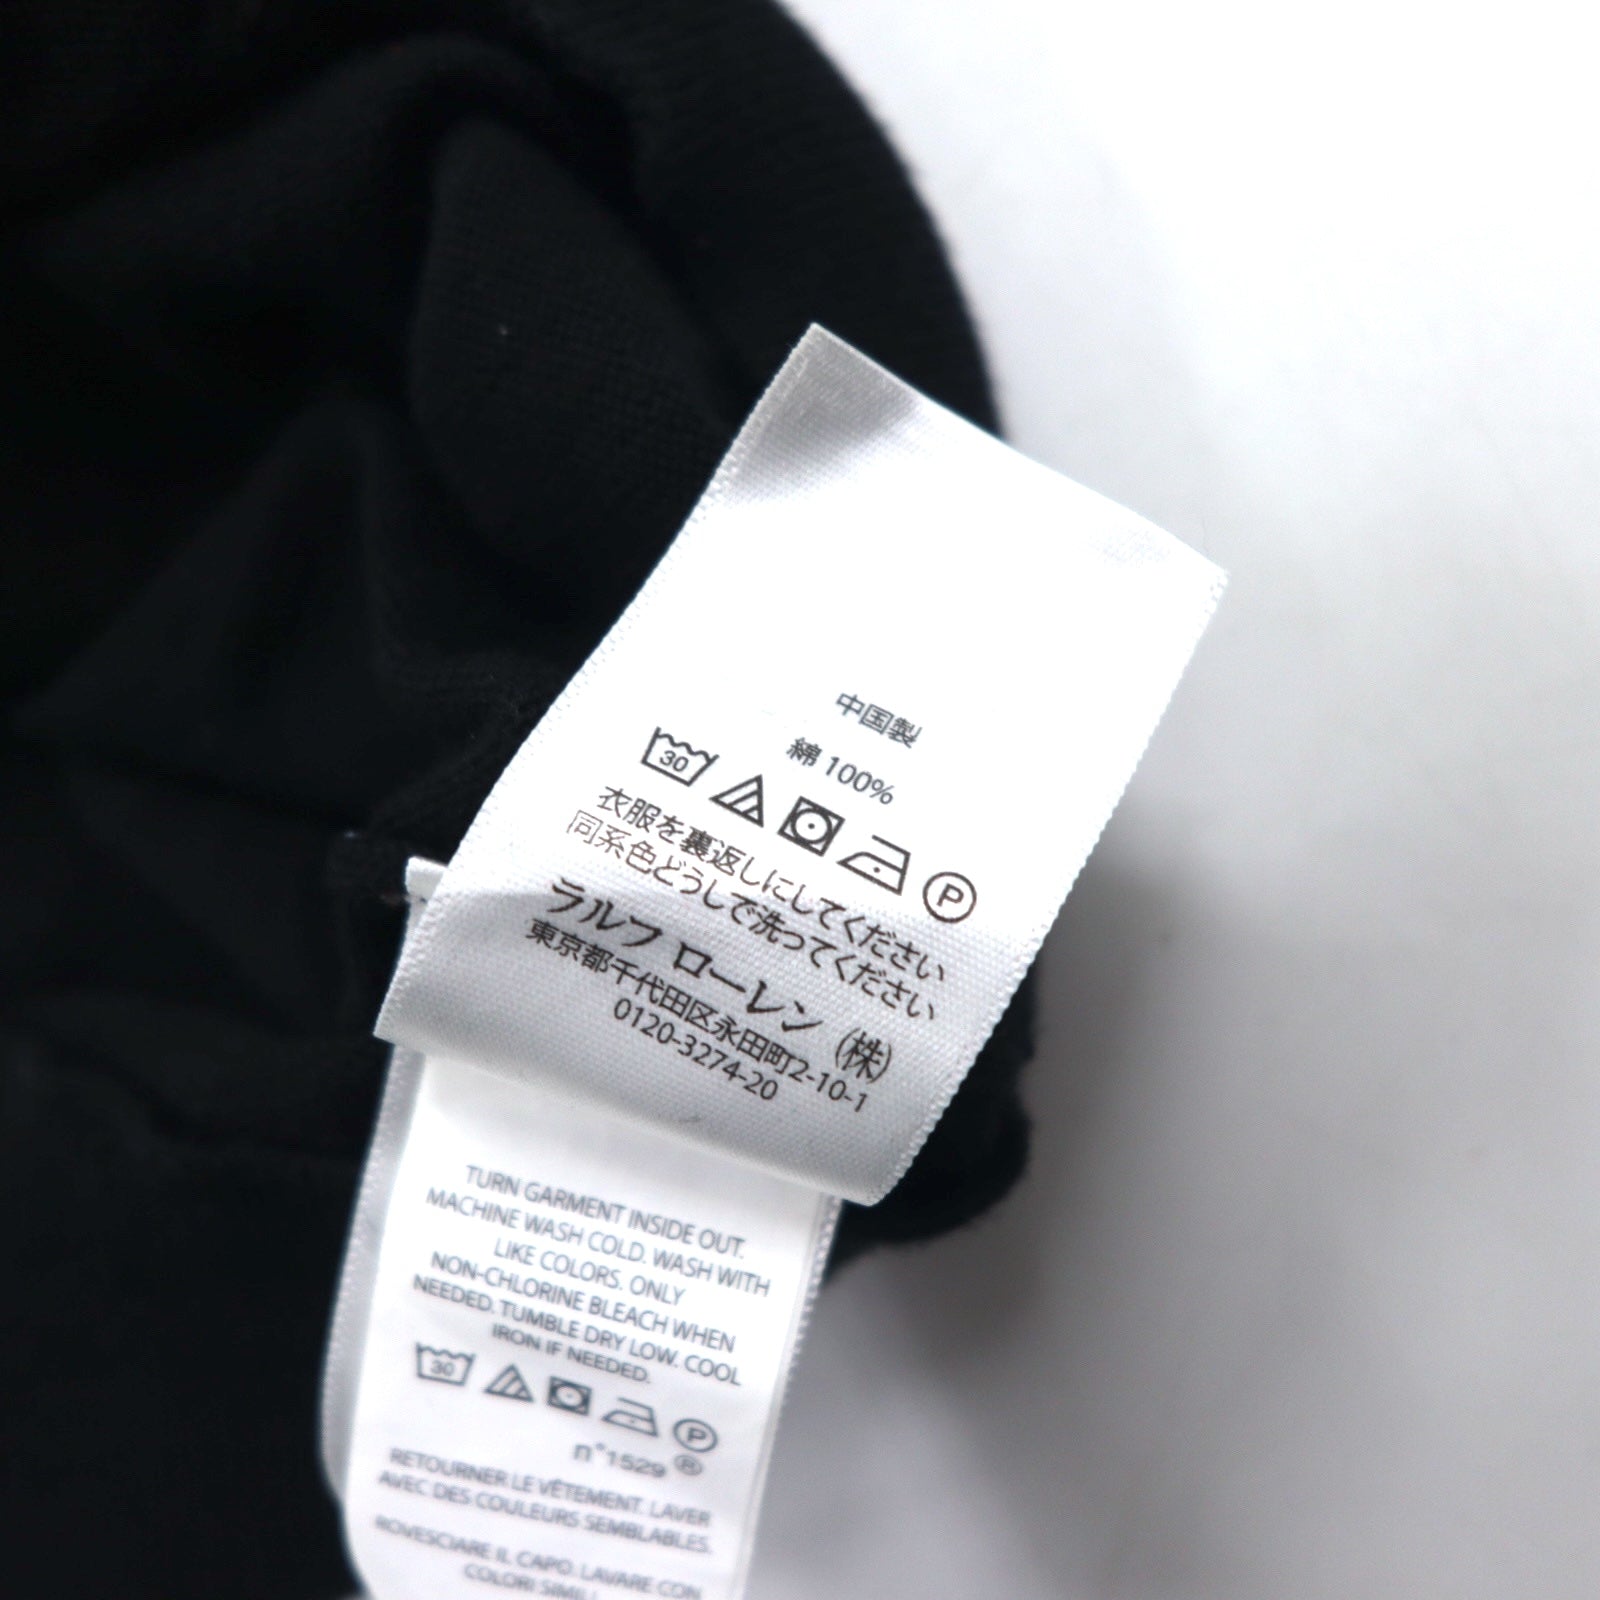 中国製
綿 100%
30
P
衣服を裏返しにしてください
同系色どうしで洗ってください
ラルフ ローレン (株)
東京都千代田区永田町2-10-1
0120-3274-20
TURN GARMENT INSIDE OUT.
MACHINE WASH COLD. WASH WITH
LIKE COLORS. ONLY
NON-CHLORINE BLEACH WHEN
NEEDED. TUMBLE DRY LOW. COOL
IRON IF NEEDED.
30
P
n°1529 ®
RETOURNER LE VÊTEMENT. LAVER
AVEC DES COULEURS SEMBLABLES.
ROVESCIARE IL CAPO. LAVARE CON
COLORI SIMILI